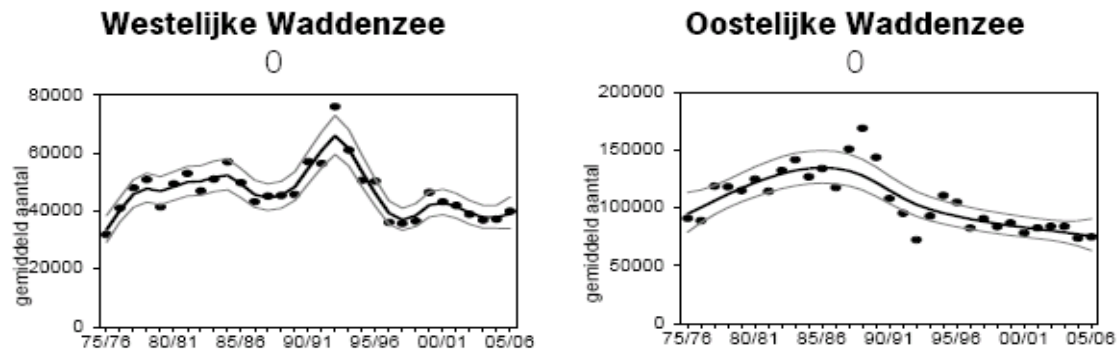 Westelijke Waddenzee
0
gemiddeld aantal
80000
60000
40000
20000
0
75/76 80/81 85/86 90/91 95/96 00/01 05/06
Oostelijke Waddenzee
0
gemiddeld aantal
200000
150000
100000
50000
0
75/76 80/81 85/86 90/91 95/96 00/01 05/06